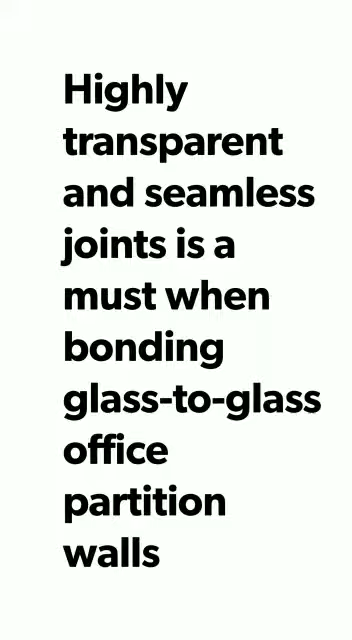 Highly
transparent
and seamless
joints is a
must when
bonding
glass-to-glass
office
partition
walls